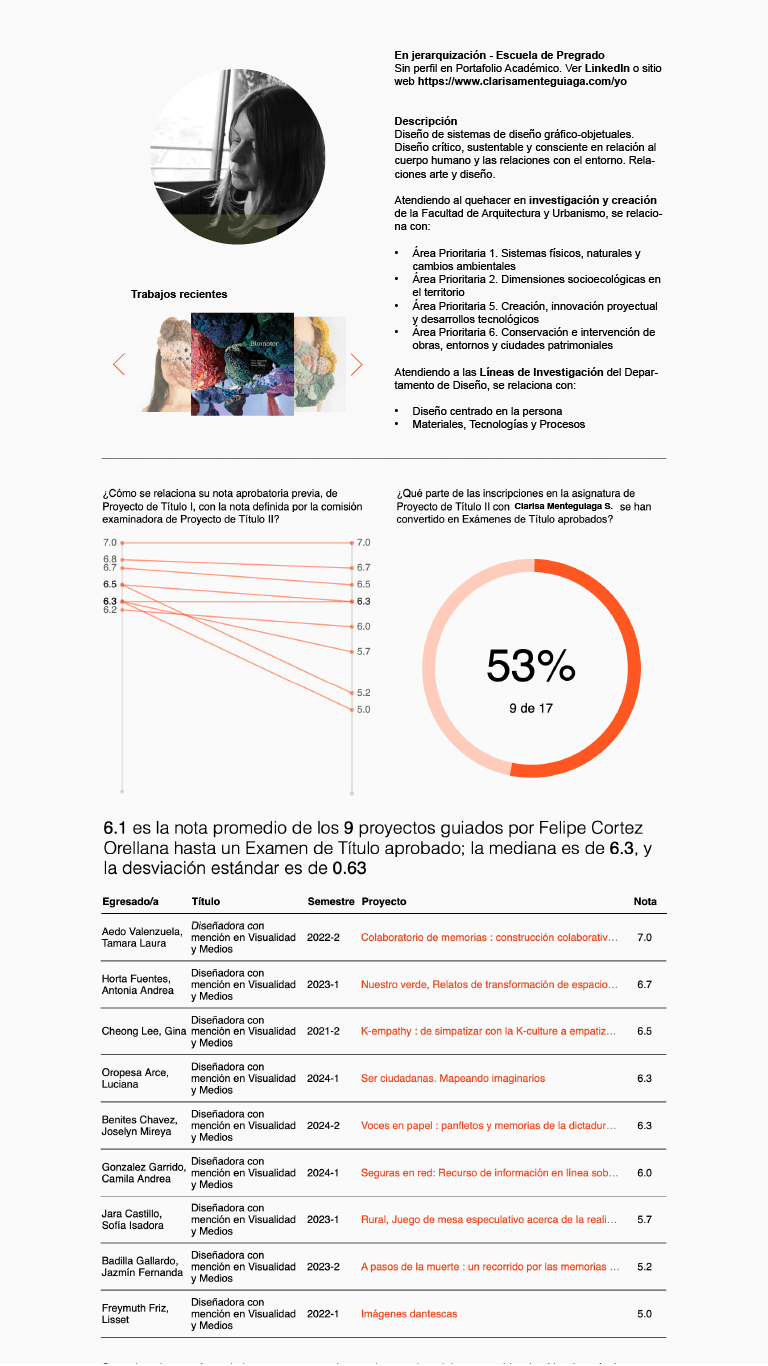 En jerarquización - Escuela de Pregrado
Sin perfil en Portafolio Académico. Ver LinkedIn o sitio
web https://www.clarisamenteguiaga.com/yo
Descripción
Diseño de sistemas de diseño gráfico-objetuales.
Diseño crítico, sustentable y consciente en relación al
cuerpo humano y las relaciones con el entorno. Rela-
ciones arte y diseño.
Atendiendo al quehacer en investigación y creación
de la Facultad de Arquitectura y Urbanismo, se relacio-
na con:
• Área Prioritaria 1. Sistemas físicos, naturales y
cambios ambientales
• Área Prioritaria 2. Dimensiones socioecológicas en
el territorio
• Área Prioritaria 5. Creación, innovación proyectual
y desarrollos tecnológicos
• Área Prioritaria 6. Conservación e intervención de
obras, entornos y ciudades patrimoniales
Atendiendo a las Líneas de Investigación del Depar-
tamento de Diseño, se relaciona con:
• Diseño centrado en la persona
• Materiales, Tecnologías y Procesos
Trabajos recientes
Biomater
¿Cómo se relaciona su nota aprobatoria previa, de
Proyecto de Título I, con la nota definida por la comisión
examinadora de Proyecto de Título II?
7.0
6.8
6.7
6.5
6.3
6.2
7.0
6.7
6.5
6.3
6.0
5.7
5.2
5.0
¿Qué parte de las inscripciones en la asignatura de
Proyecto de Título II con Clarisa Menteguiaga S. se han
convertido en Exámenes de Título aprobados?
53%
9 de 17
6.1 es la nota promedio de los 9 proyectos guiados por Felipe Cortez
Orellana hasta un Examen de Título aprobado; la mediana es de 6.3, y
la desviación estándar es de 0.63
Egresado/a Título Semestre Proyecto Nota
Aedo Valenzuela, Tamara Laura Diseñadora con mención en Visualidad y Medios 2022-2 Colaboratorio de memorias : construcción colaborativ... 7.0
Horta Fuentes, Antonia Andrea Diseñadora con mención en Visualidad y Medios 2023-1 Nuestro verde, Relatos de transformación de espacio... 6.7
Cheong Lee, Gina Diseñadora con mención en Visualidad y Medios 2021-2 K-empathy : de simpatizar con la K-culture a empatiz... 6.5
Oropesa Arce, Luciana Diseñadora con mención en Visualidad y Medios 2024-1 Ser ciudadanas. Mapeando imaginarios 6.3
Benites Chavez, Joselyn Mireya Diseñadora con mención en Visualidad y Medios 2024-2 Voces en papel : panfletos y memorias de la dictadur... 6.3
Gonzalez Garrido, Camila Andrea Diseñadora con mención en Visualidad y Medios 2024-1 Seguras en red: Recurso de información en línea sob... 6.0
Jara Castillo, Sofía Isadora Diseñadora con mención en Visualidad y Medios 2023-1 Rural, Juego de mesa especulativo acerca de la reali... 5.7
Badilla Gallardo, Jazmín Fernanda Diseñadora con mención en Visualidad y Medios 2023-2 A pasos de la muerte : un recorrido por las memorias ... 5.2
Freymuth Friz, Lisset Diseñadora con mención en Visualidad y Medios 2022-1 Imágenes dantescas 5.0